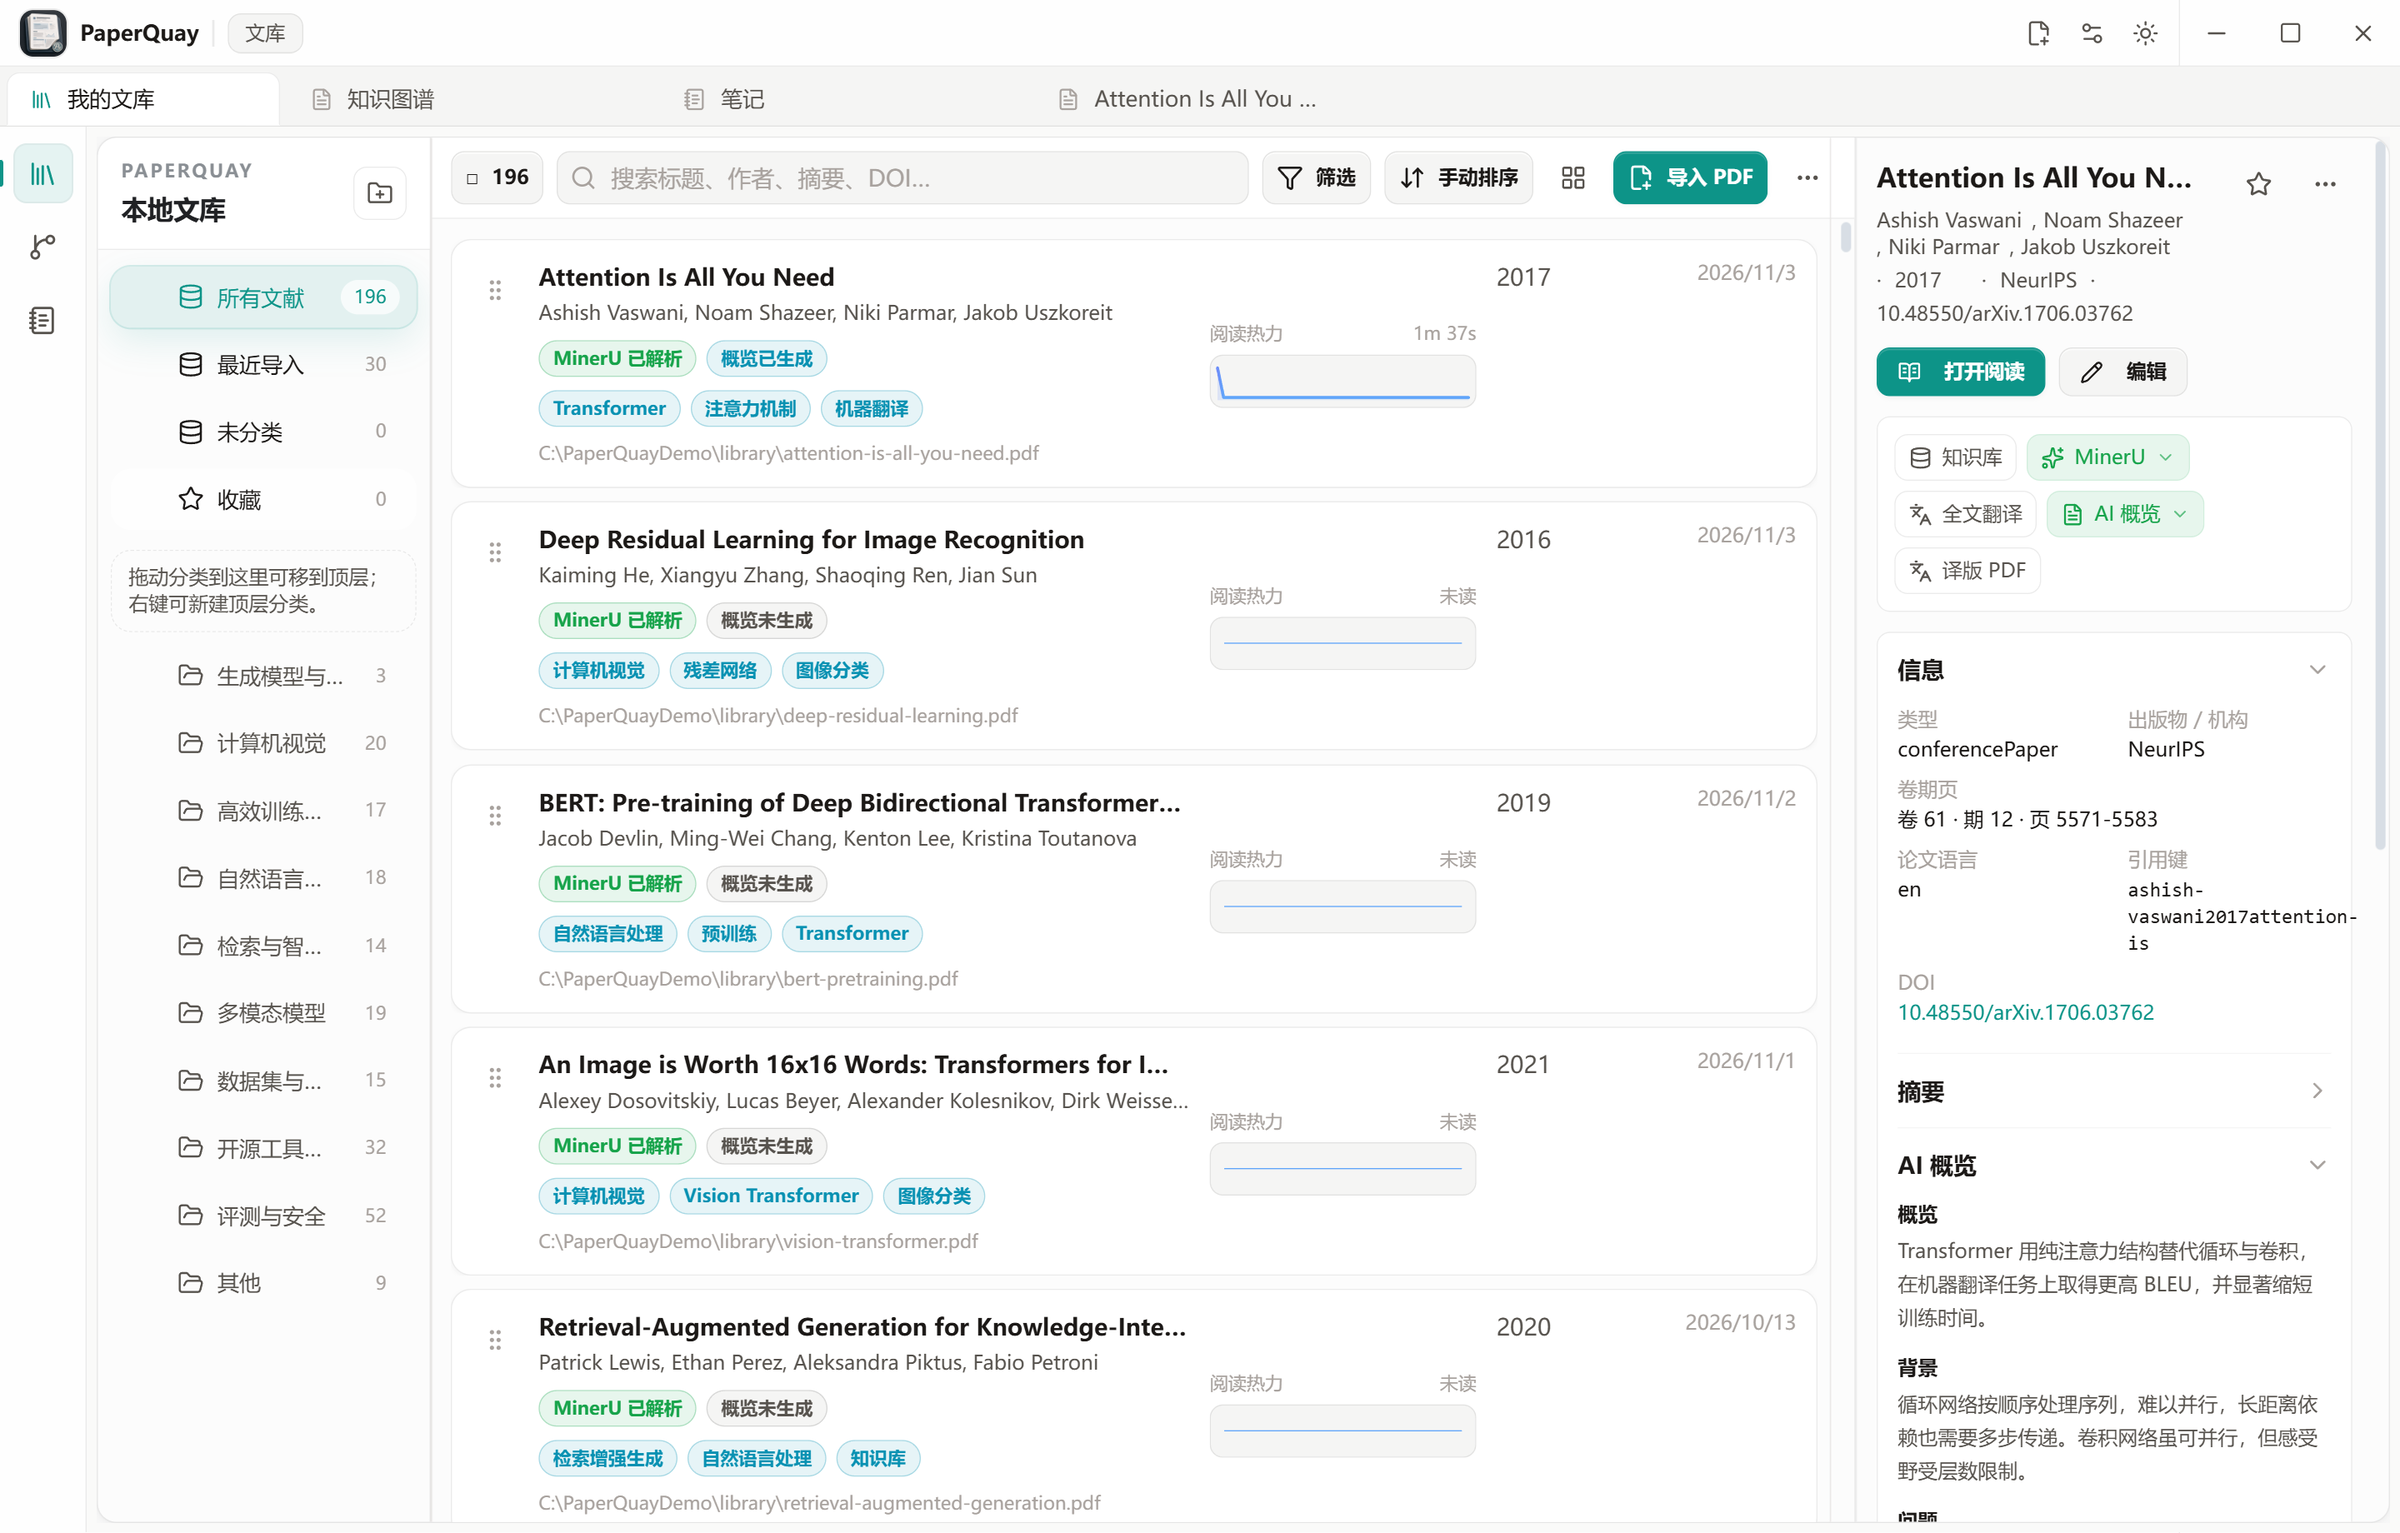 PaperQuay
文库
我的文库
知识图谱
笔记
Attention Is All You ...
PAPERQUAY
本地文库
所有文献 196
最近导入 30
未分类 0
收藏 0
拖动分类到这里可移到顶层；
右键可新建顶层分类。
生成模型与... 3
计算机视觉 20
高效训练... 17
自然语言... 18
检索与智... 14
多模态模型 19
数据集与... 15
开源工具... 32
评测与安全 52
其他 9
196
搜索标题、作者、摘要、DOI...
筛选
手动排序
导入 PDF
Attention Is All You Need 2017 2026/11/3
Ashish Vaswani, Noam Shazeer, Niki Parmar, Jakob Uszkoreit
阅读热力 1m 37s
MinerU 已解析 概览已生成
Transformer 注意力机制 机器翻译
C:\PaperQuayDemo\library\attention-is-all-you-need.pdf
Deep Residual Learning for Image Recognition 2016 2026/11/3
Kaiming He, Xiangyu Zhang, Shaoqing Ren, Jian Sun
阅读热力 未读
MinerU 已解析 概览未生成
计算机视觉 残差网络 图像分类
C:\PaperQuayDemo\library\deep-residual-learning.pdf
BERT: Pre-training of Deep Bidirectional Transformer... 2019 2026/11/2
Jacob Devlin, Ming-Wei Chang, Kenton Lee, Kristina Toutanova
阅读热力 未读
MinerU 已解析 概览未生成
自然语言处理 预训练 Transformer
C:\PaperQuayDemo\library\bert-pretraining.pdf
An Image is Worth 16x16 Words: Transformers for I... 2021 2026/11/1
Alexey Dosovitskiy, Lucas Beyer, Alexander Kolesnikov, Dirk Weisse...
阅读热力 未读
MinerU 已解析 概览未生成
计算机视觉 Vision Transformer 图像分类
C:\PaperQuayDemo\library\vision-transformer.pdf
Retrieval-Augmented Generation for Knowledge-Inte... 2020 2026/10/13
Patrick Lewis, Ethan Perez, Aleksandra Piktus, Fabio Petroni
阅读热力 未读
MinerU 已解析 概览未生成
检索增强生成 自然语言处理 知识库
C:\PaperQuayDemo\library\retrieval-augmented-generation.pdf
Attention Is All You N...
Ashish Vaswani , Noam Shazeer
, Niki Parmar , Jakob Uszkoreit
· 2017 · NeurIPS ·
10.48550/arXiv.1706.03762
打开阅读 编辑
知识库 MinerU
全文翻译 AI 概览
译版 PDF
信息
类型 出版物 / 机构
conferencePaper NeurIPS
卷期页
卷 61 · 期 12 · 页 5571-5583
论文语言 引用键
en ashish-
vaswani2017attention-
is
DOI
10.48550/arXiv.1706.03762
摘要
AI 概览
概览
Transformer 用纯注意力结构替代循环与卷积，
在机器翻译任务上取得更高 BLEU，并显著缩短
训练时间。
背景
循环网络按顺序处理序列，难以并行，长距离依
赖也需要多步传递。卷积网络虽可并行，但感受
野受层数限制。
问题